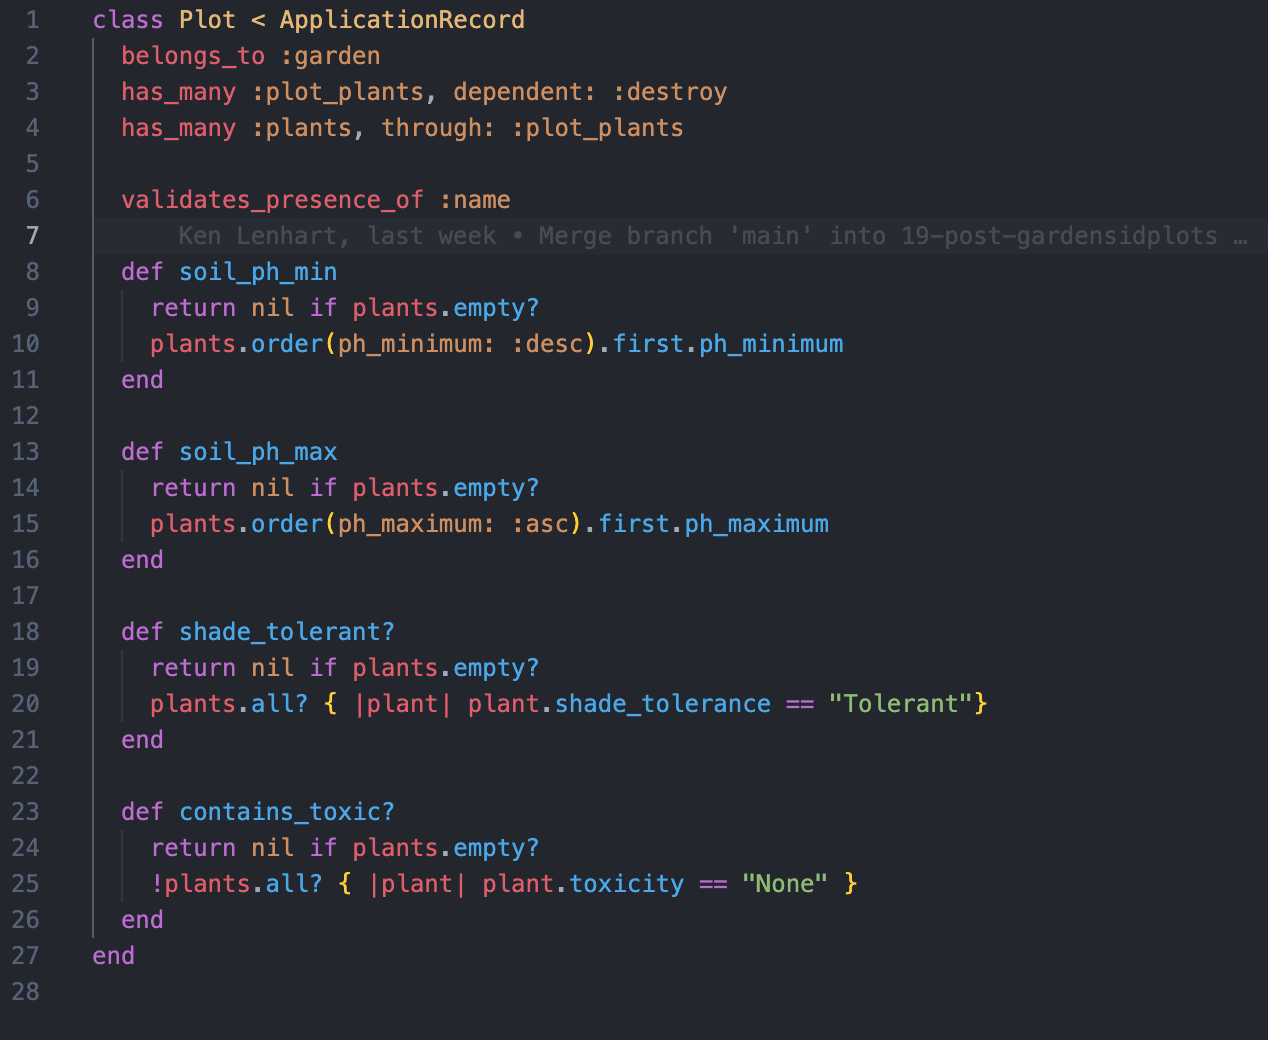 1 class Plot < ApplicationRecord
2   belongs_to :garden
3   has_many :plot_plants, dependent: :destroy
4   has_many :plants, through: :plot_plants
5
6   validates_presence_of :name
7       Ken Lenhart, last week • Merge branch 'main' into 19-post-gardensidplots …
8   def soil_ph_min
9     return nil if plants.empty?
10     plants.order(ph_minimum: :desc).first.ph_minimum
11   end
12
13   def soil_ph_max
14     return nil if plants.empty?
15     plants.order(ph_maximum: :asc).first.ph_maximum
16   end
17
18   def shade_tolerant?
19     return nil if plants.empty?
20     plants.all? { |plant| plant.shade_tolerance == "Tolerant"}
21   end
22
23   def contains_toxic?
24     return nil if plants.empty?
25     !plants.all? { |plant| plant.toxicity == "None" }
26   end
27 end
28